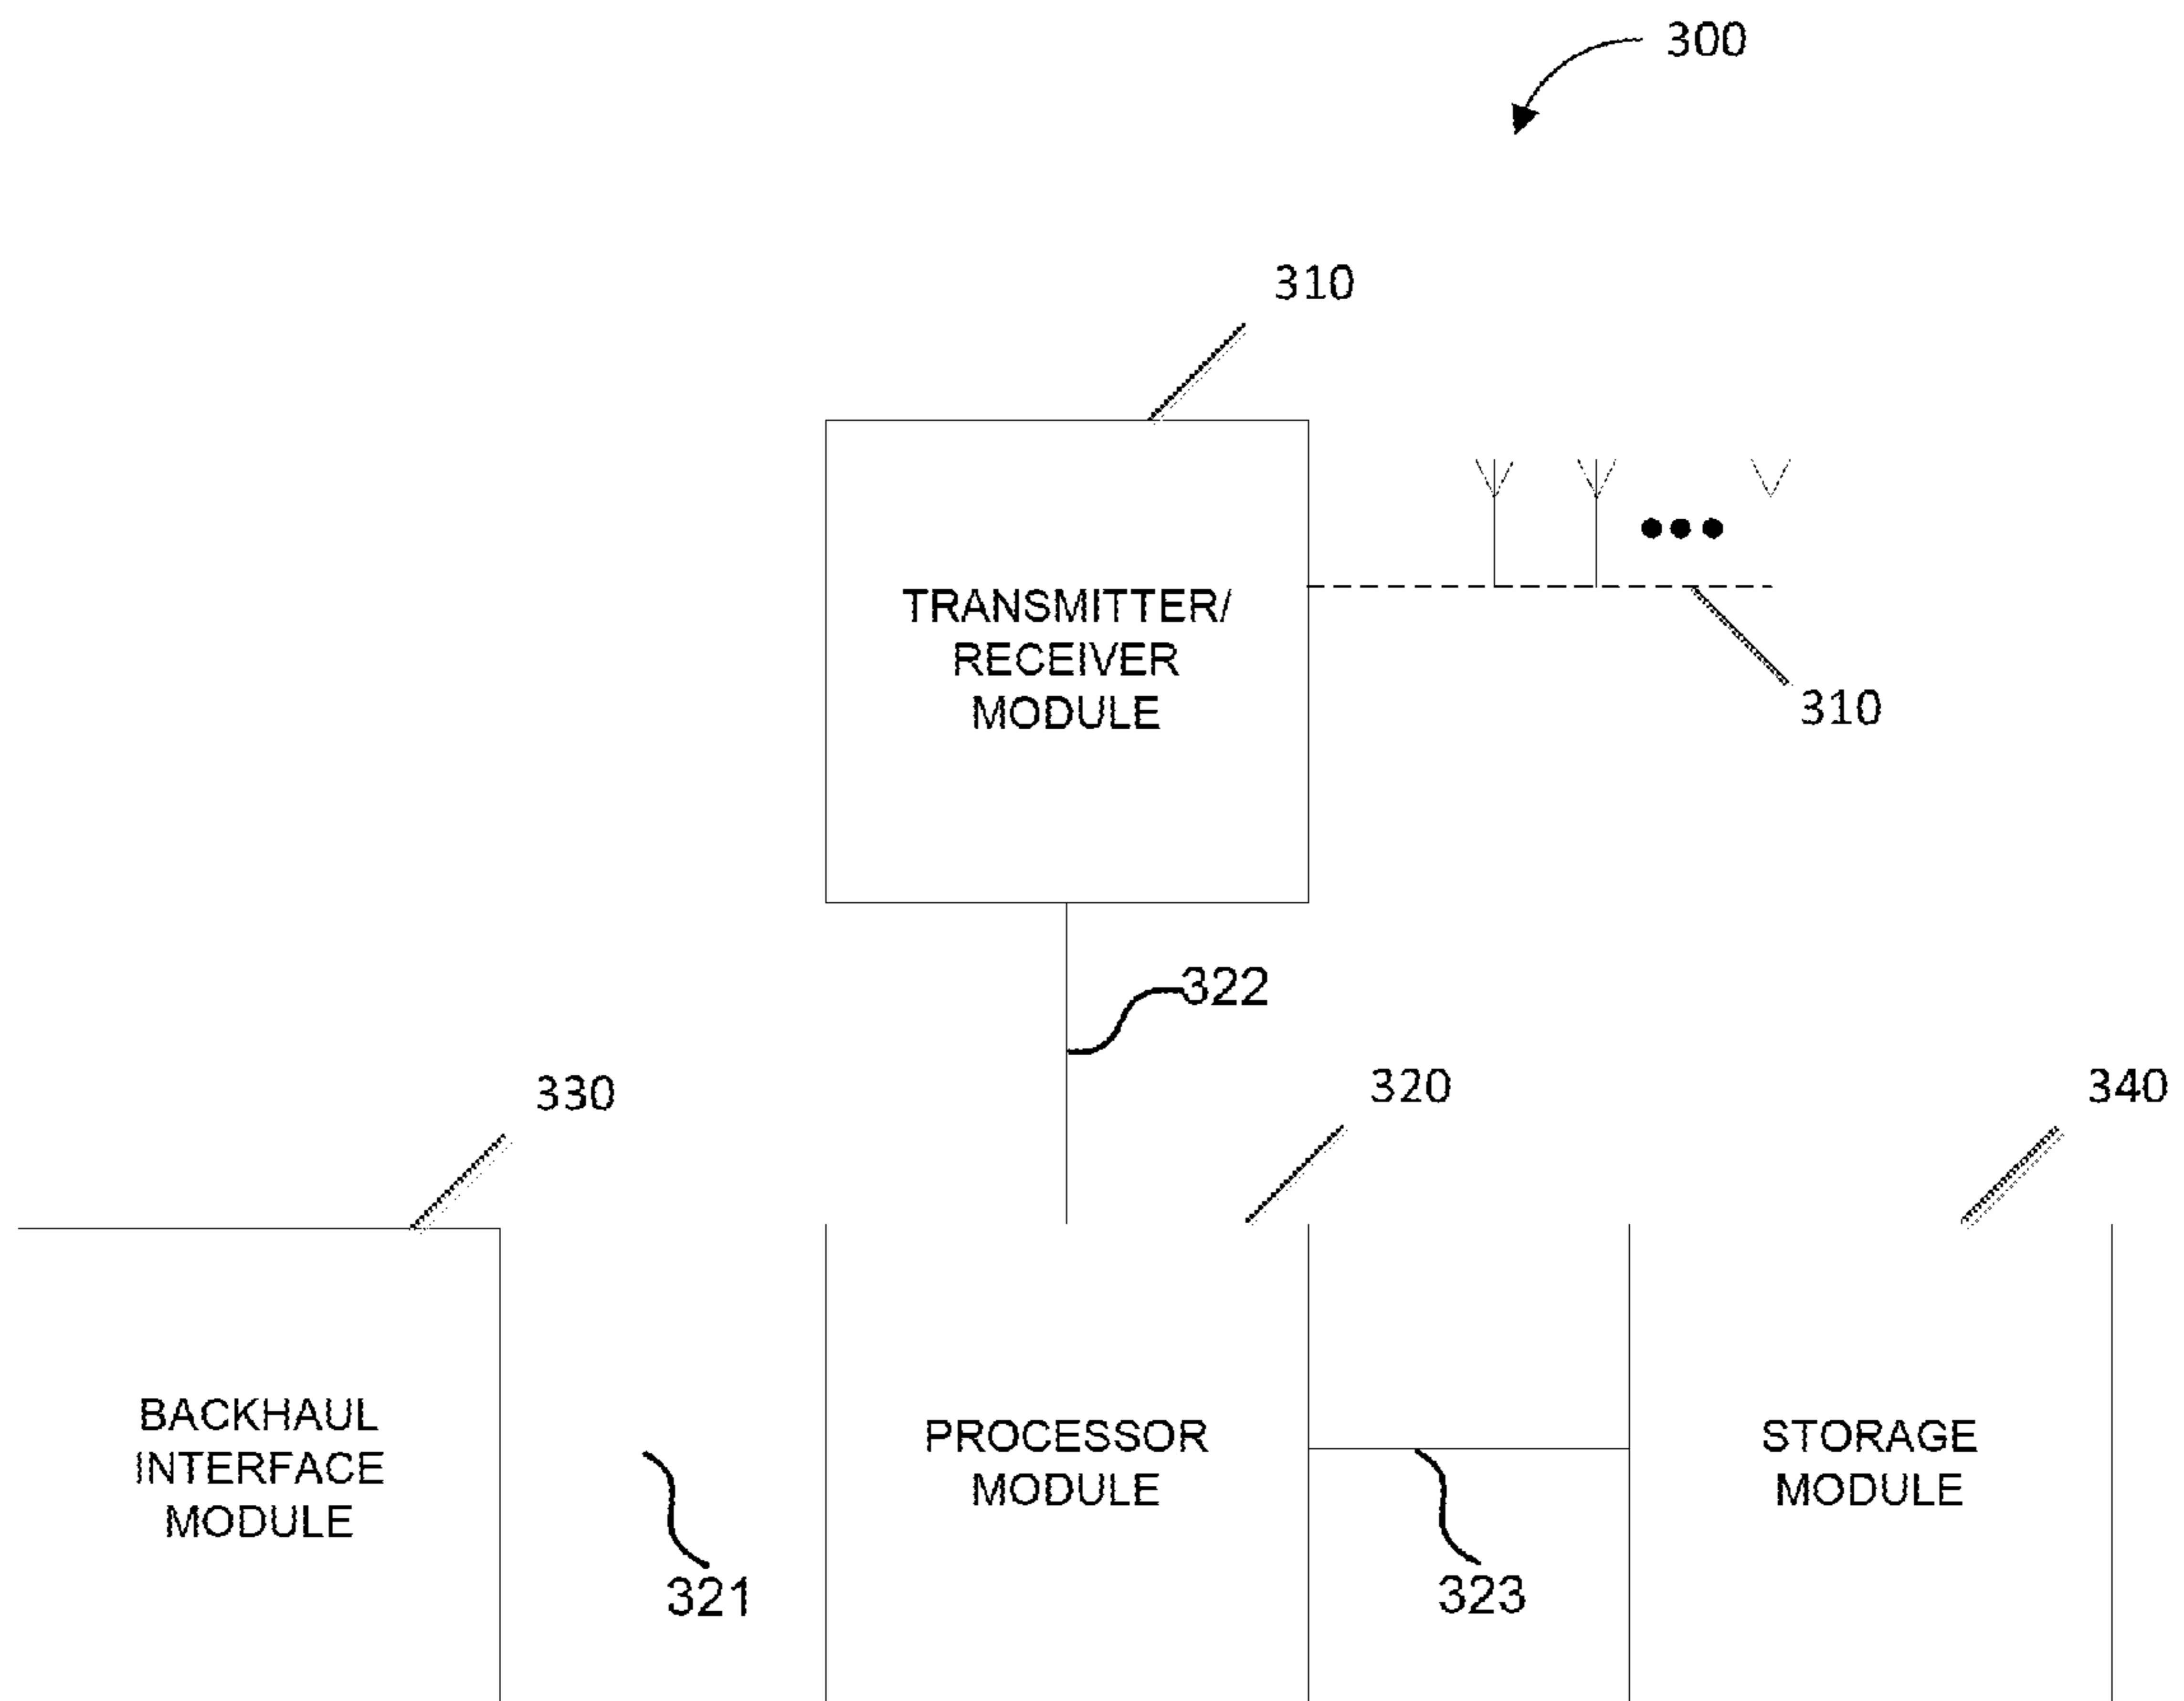 300
310
TRANSMITTER/
RECEIVER
MODULE
310
322
330
320
340
BACKHAUL
INTERFACE
MODULE
PROCESSOR
MODULE
STORAGE
MODULE
321
323